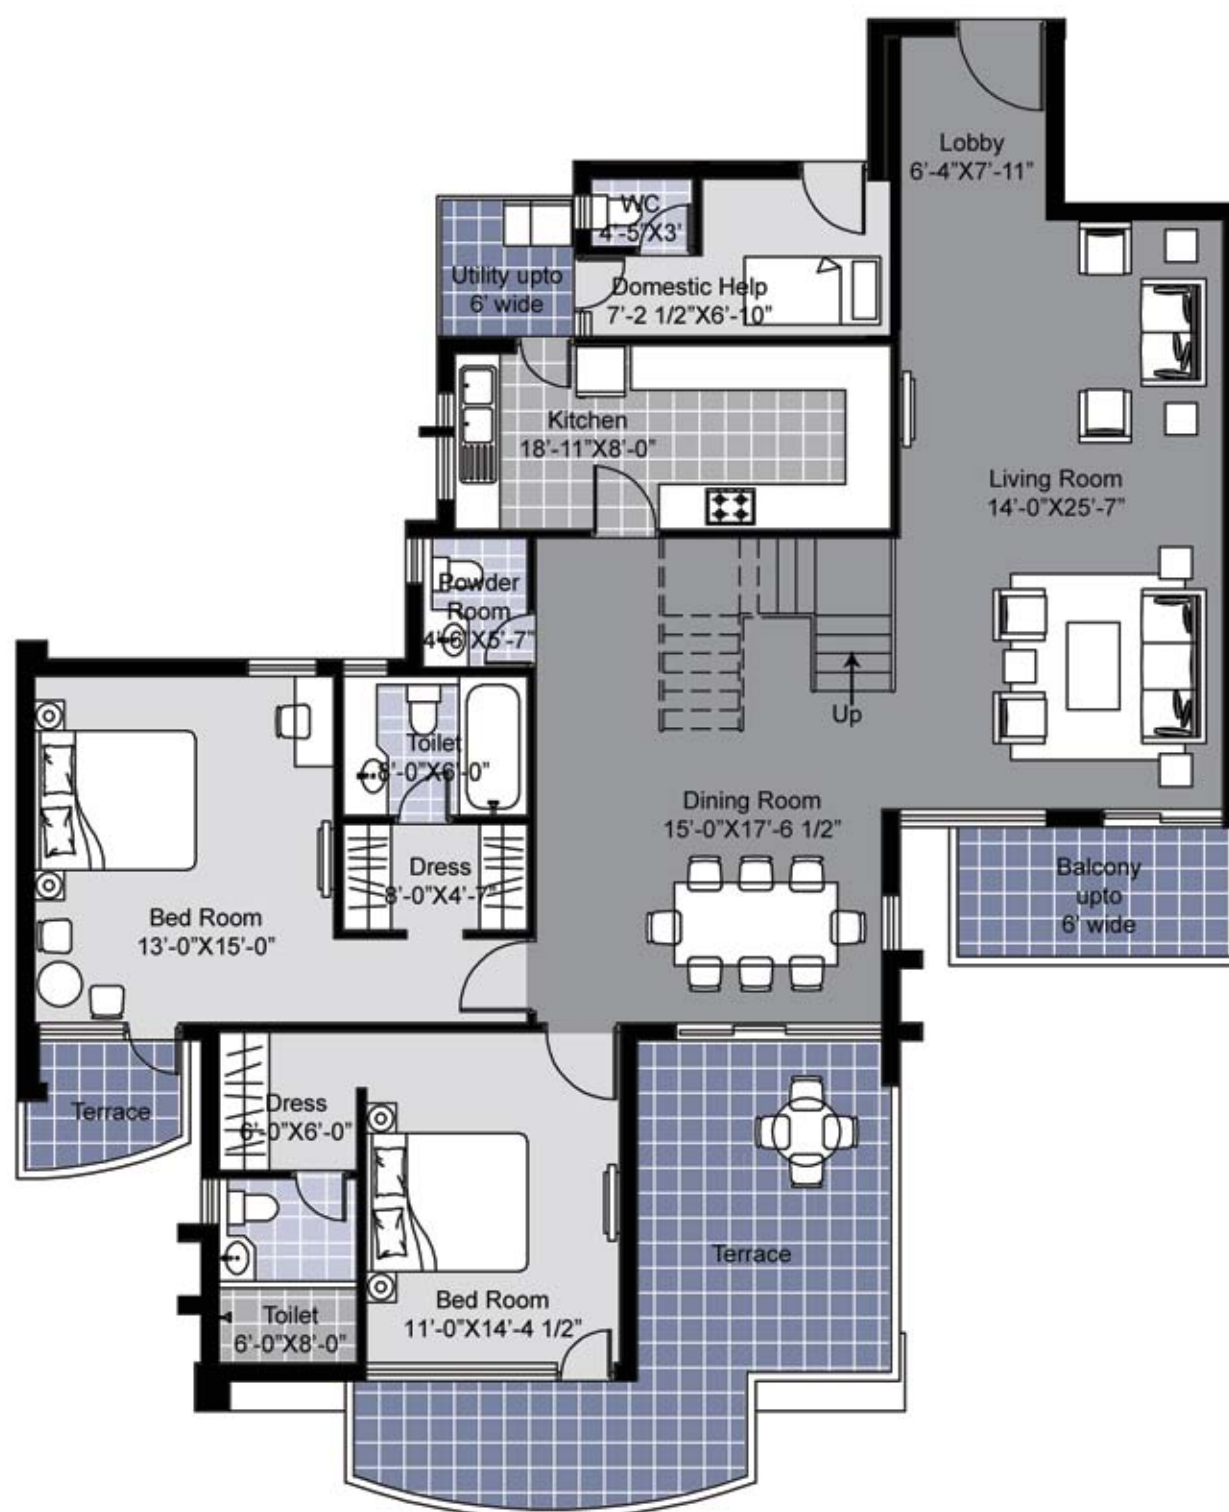 Lobby
6'-4"X7'-11"
WC
4'-5"X3'
Utility upto
6' wide
Domestic Help
7'-2 1/2"X6'-10"
Kitchen
18'-11"X8'-0"
Living Room
14'-0"X25'-7"
Powder
Room
4'-6"X5'-7"
Up
Toilet
8'-0"X6'-0"
Dining Room
15'-0"X17'-6 1/2"
Dress
8'-0"X4'-7"
Balcony
upto
6' wide
Bed Room
13'-0"X15'-0"
Terrace
Dress
6'-0"X6'-0"
Terrace
Bed Room
11'-0"X14'-4 1/2"
Toilet
6'-0"X8'-0"